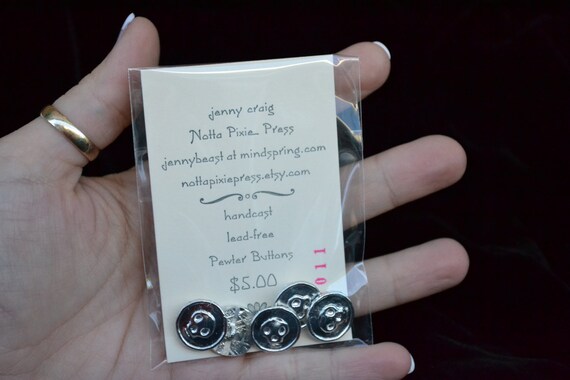 jenny craig
Notta Pixie Press
jennybeast at mindspring.com
nottapixiepress.etsy.com
handcast
lead-free
Pewter Buttons
$5.00
011